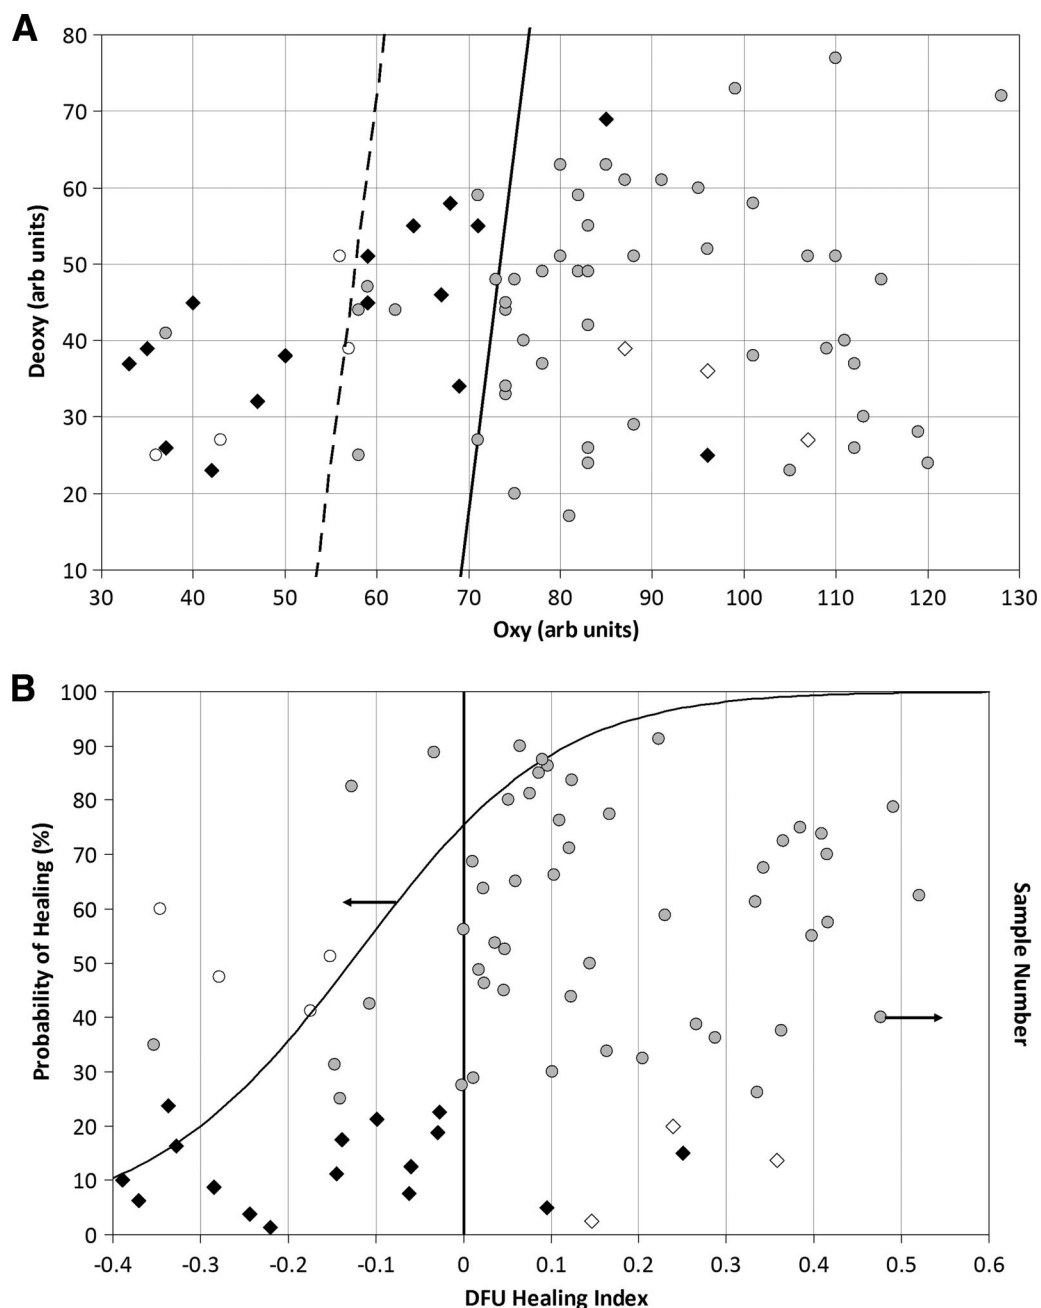 A
80
70
60
50
40
30
20
10
Deoxy (arb units)
30 40 50 60 70 80 90 100 110 120 130
Oxy (arb units)
B
100
90
80
70
60
50
40
30
20
10
0
Probability of Healing (%)
Sample Number
-0.4 -0.3 -0.2 -0.1 0 0.1 0.2 0.3 0.4 0.5 0.6
DFU Healing Index